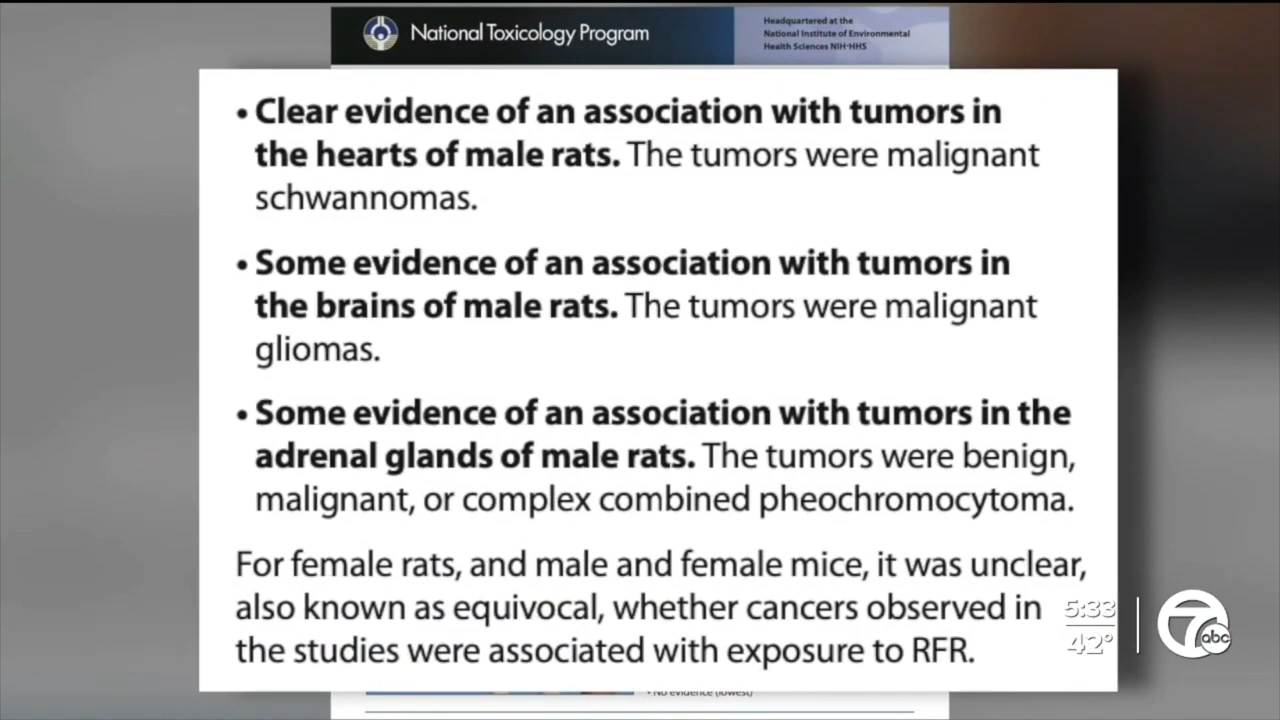 National Toxicology Program
Headquartered at the
National Institute of Environmental
Health Sciences NIH-HHS
• Clear evidence of an association with tumors in
the hearts of male rats. The tumors were malignant
schwannomas.
• Some evidence of an association with tumors in
the brains of male rats. The tumors were malignant
gliomas.
• Some evidence of an association with tumors in the
adrenal glands of male rats. The tumors were benign,
malignant, or complex combined pheochromocytoma.
For female rats, and male and female mice, it was unclear,
also known as equivocal, whether cancers observed in
the studies were associated with exposure to RFR.
5:33
42°
7 abc
• No evidence (lowest)